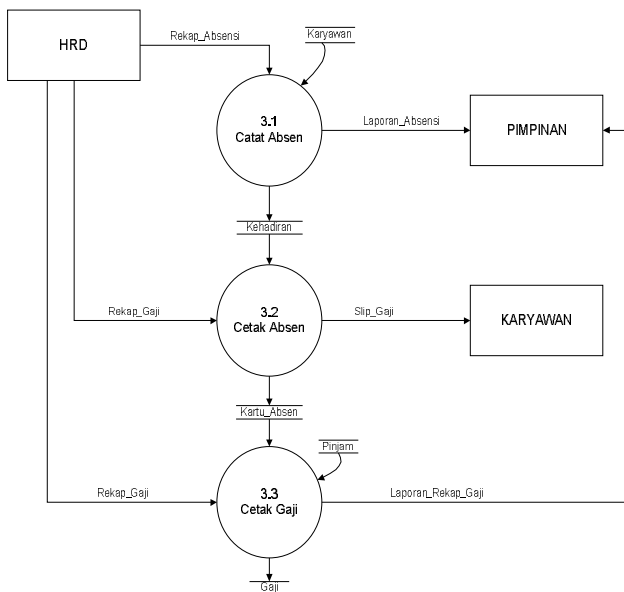 HRD
Rekap_Absensi
Karyawan
3.1
Catat Absen
Laporan_Absensi
PIMPINAN
Kehadiran
Rekap_Gaji
3.2
Cetak Absen
Slip_Gaji
KARYAWAN
Kartu_Absen
Pinjam
Rekap_Gaji
3.3
Cetak Gaji
Laporan_Rekap_Gaji
Gaji